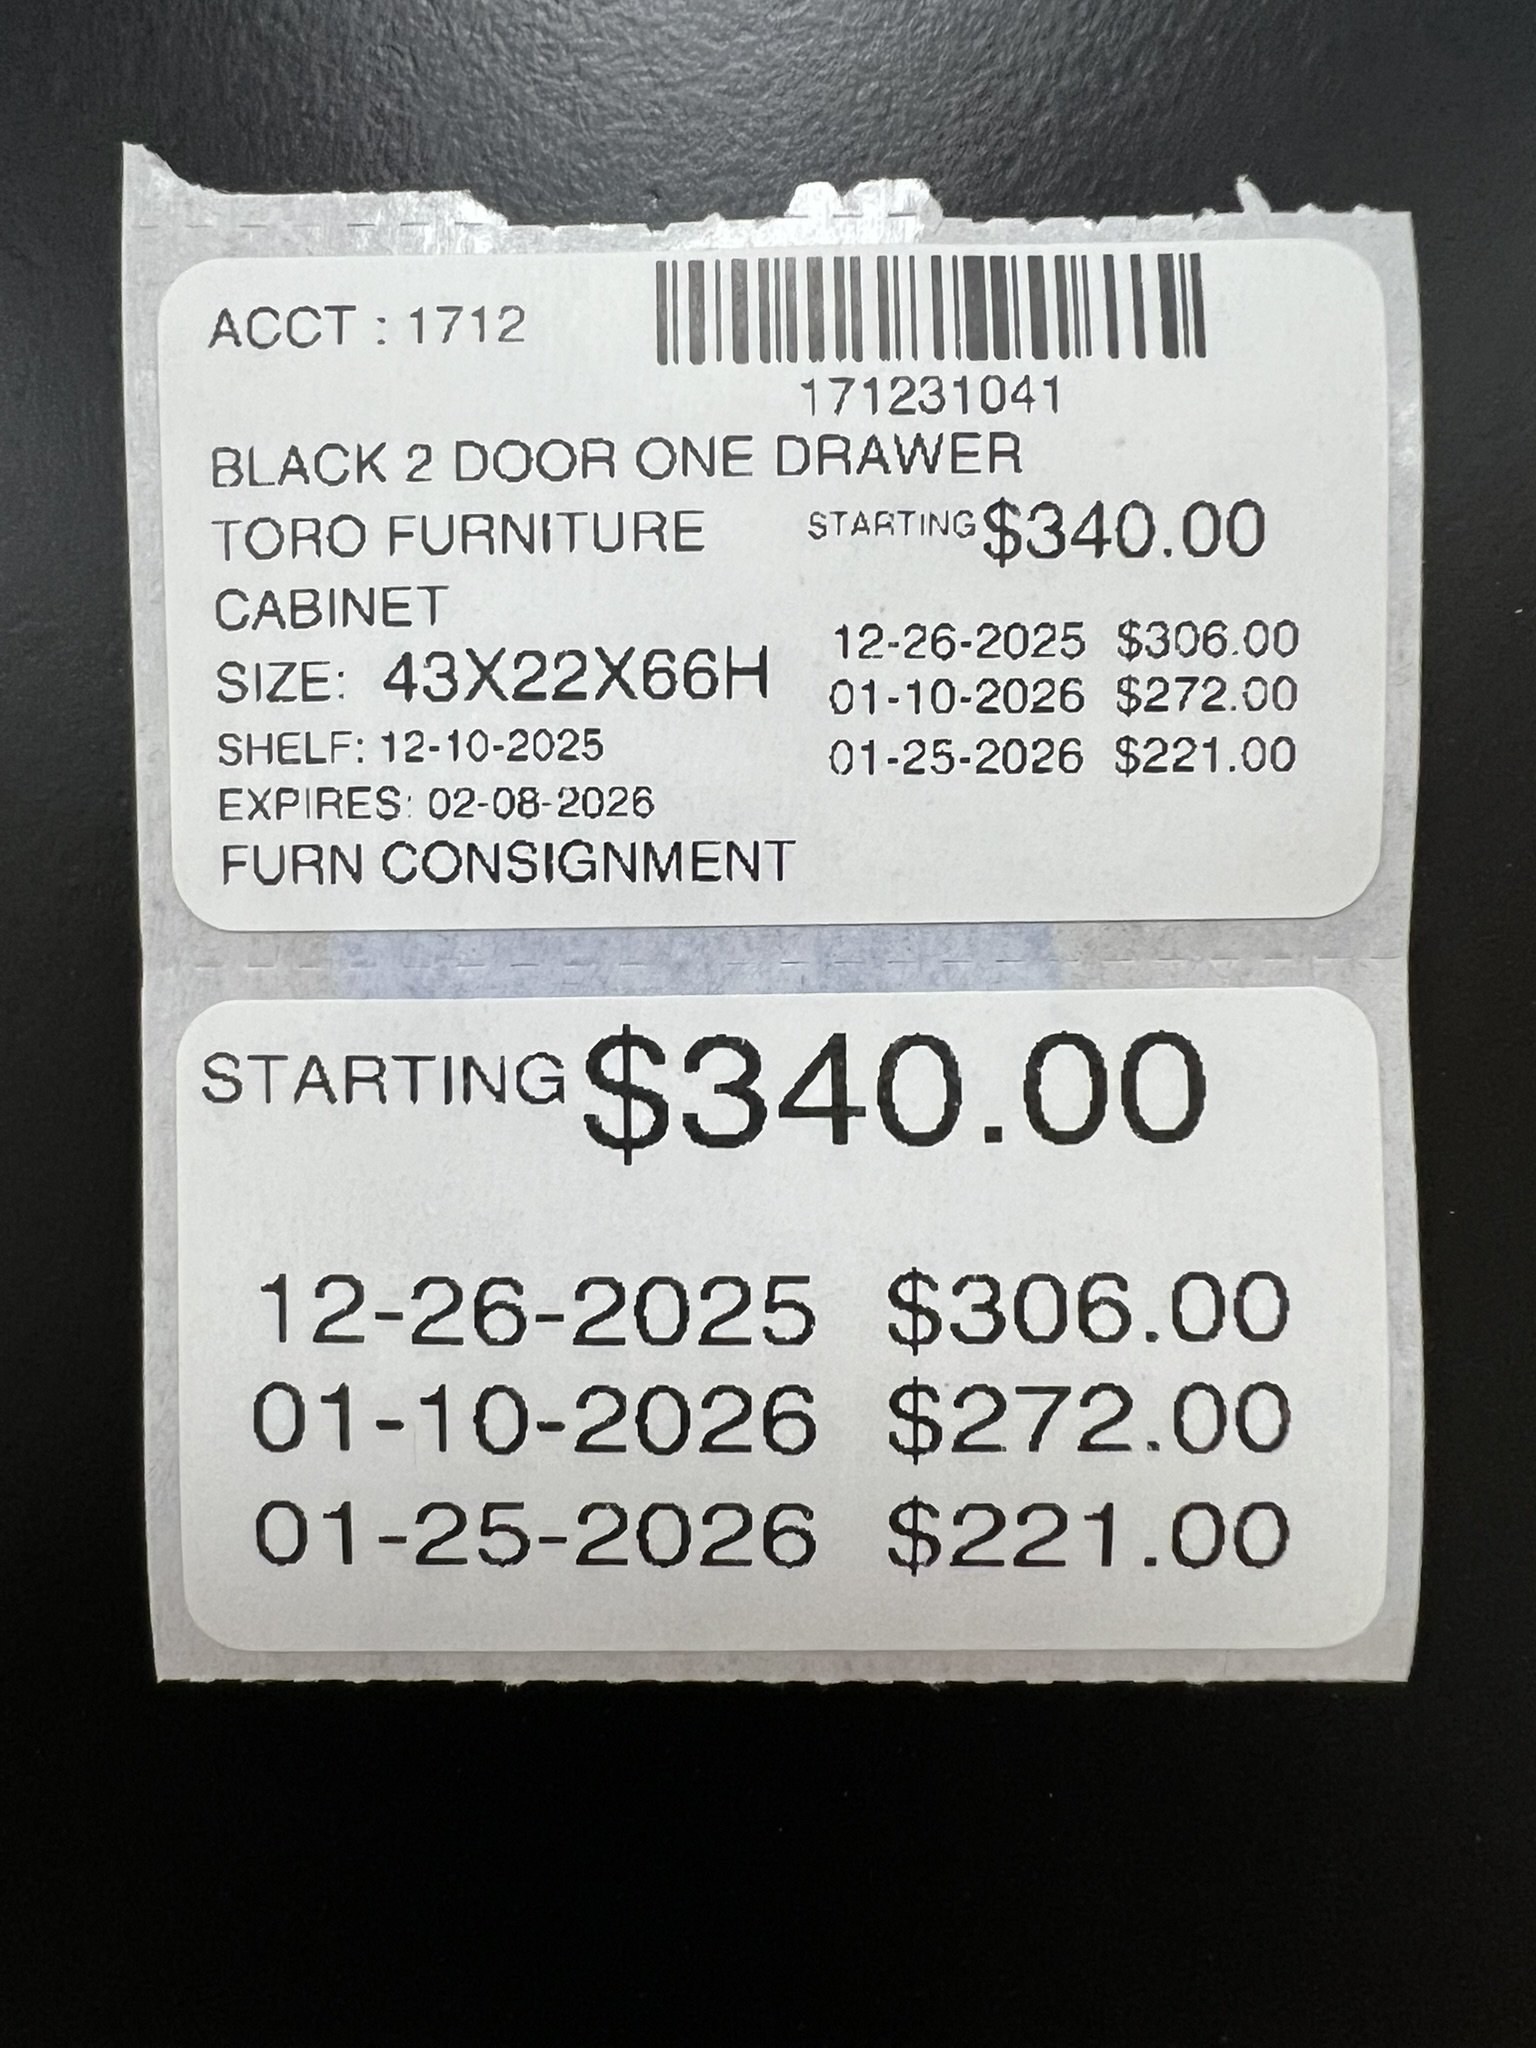 ACCT : 1712
171231041
BLACK 2 DOOR ONE DRAWER
TORO FURNITURE
CABINET
STARTING $340.00
SIZE: 43X22X66H
12-26-2025 $306.00
01-10-2026 $272.00
01-25-2026 $221.00
SHELF: 12-10-2025
EXPIRES: 02-08-2026
FURN CONSIGNMENT
STARTING $340.00
12-26-2025 $306.00
01-10-2026 $272.00
01-25-2026 $221.00